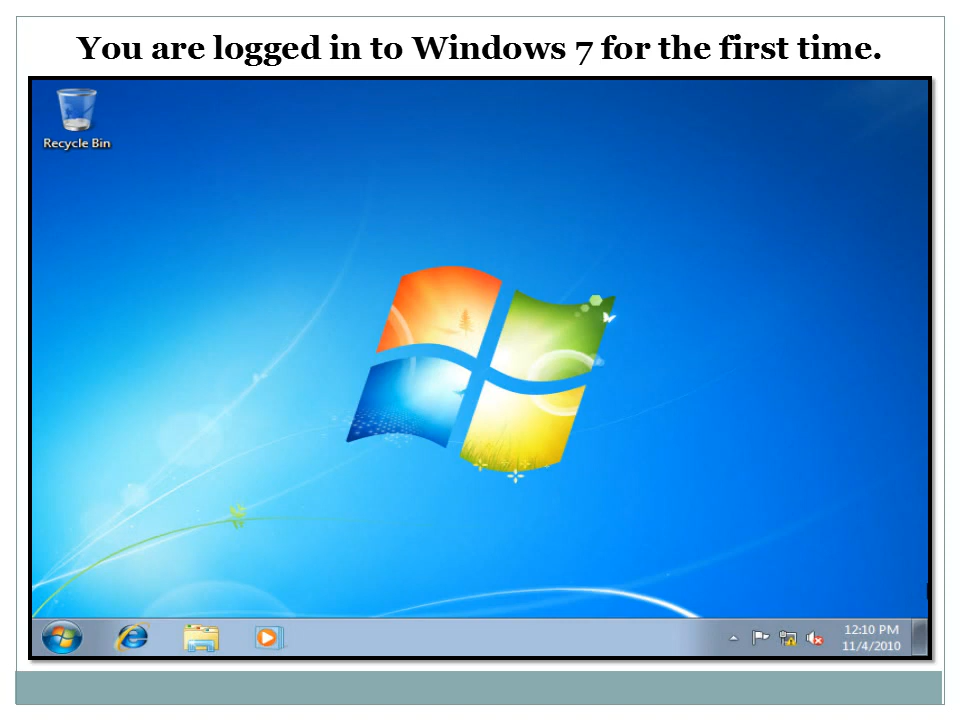 You are logged in to Windows 7 for the first time.
Recycle Bin
12:10 PM
11/4/2010